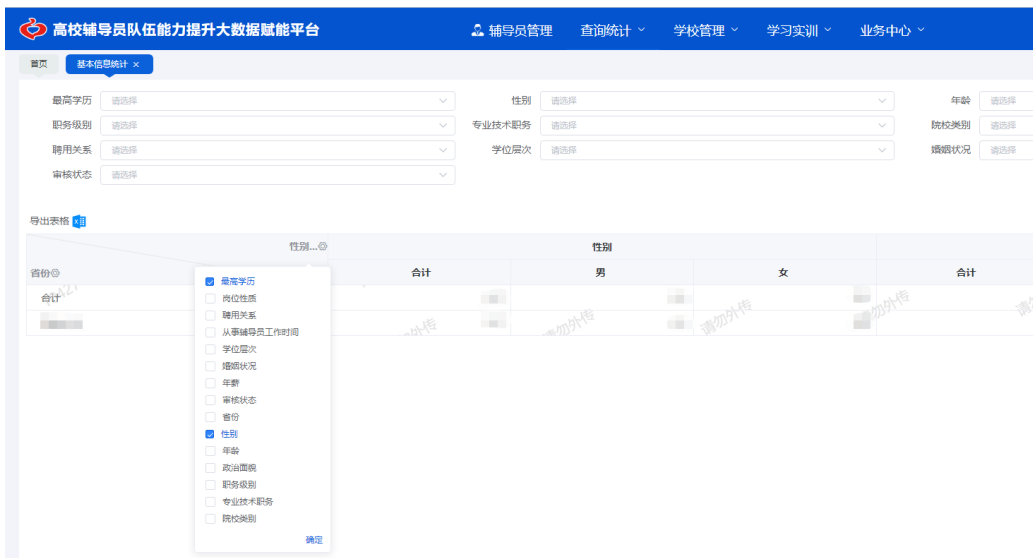 高校辅导员队伍能力提升大数据赋能平台 辅导员管理 查询统计 学校管理 学习实训 业务中心
首页 基本信息统计 ×
最高学历 请选择 性别 请选择 年龄 请选择
职务级别 请选择 专业技术职务 请选择 院校类别 请选择
聘用关系 请选择 学位层次 请选择 婚姻状况 请选择
审核状态 请选择
导出表格
性别... 性别
省份 合计 男 女 合计
合计
请勿外传 请勿外传 请勿外传 请勿外传
最高学历
岗位性质
聘用关系
从事辅导员工作时间
学位层次
婚姻状况
年薪
审核状态
省份
性别
年龄
政治面貌
职务级别
专业技术职务
院校类别
确定